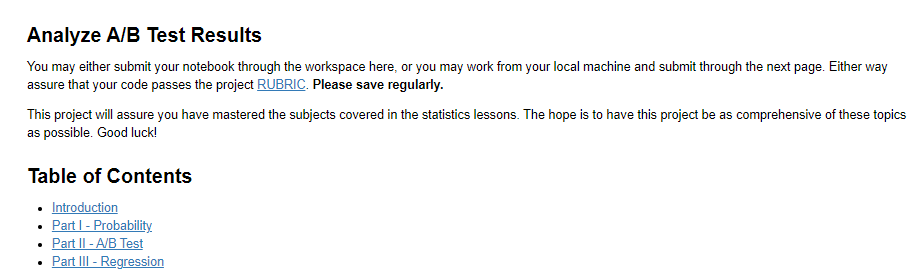 Analyze A/B Test Results
You may either submit your notebook through the workspace here, or you may work from your local machine and submit through the next page. Either way
assure that your code passes the project RUBRIC. Please save regularly.
This project will assure you have mastered the subjects covered in the statistics lessons. The hope is to have this project be as comprehensive of these topics
as possible. Good luck!
Table of Contents
• Introduction
• Part I - Probability
• Part II - A/B Test
• Part III - Regression